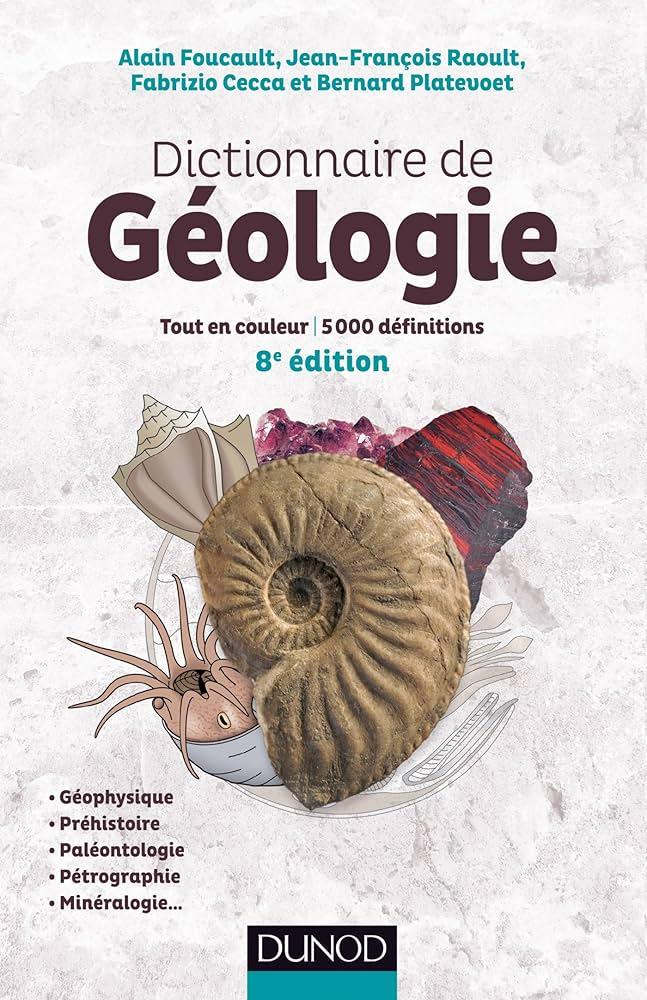 Alain Foucault, Jean-François Raoult,
Fabrizio Cecca et Bernard Platevoet
Dictionnaire de
Géologie
Tout en couleur | 5 000 définitions
8e édition
• Géophysique
• Préhistoire
• Paléontologie
• Pétrographie
• Minéralogie...
DUNOD